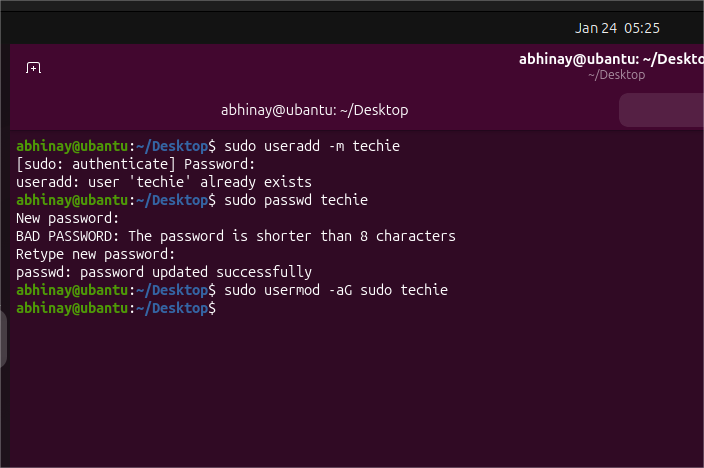 Jan 24 05:25
abhinay@ubantu: ~/Deskto
~/Desktop
abhinay@ubantu: ~/Desktop
abhinay@ubantu:~/Desktop$ sudo useradd -m techie
[sudo: authenticate] Password:
useradd: user 'techie' already exists
abhinay@ubantu:~/Desktop$ sudo passwd techie
New password:
BAD PASSWORD: The password is shorter than 8 characters
Retype new password:
passwd: password updated successfully
abhinay@ubantu:~/Desktop$ sudo usermod -aG sudo techie
abhinay@ubantu:~/Desktop$